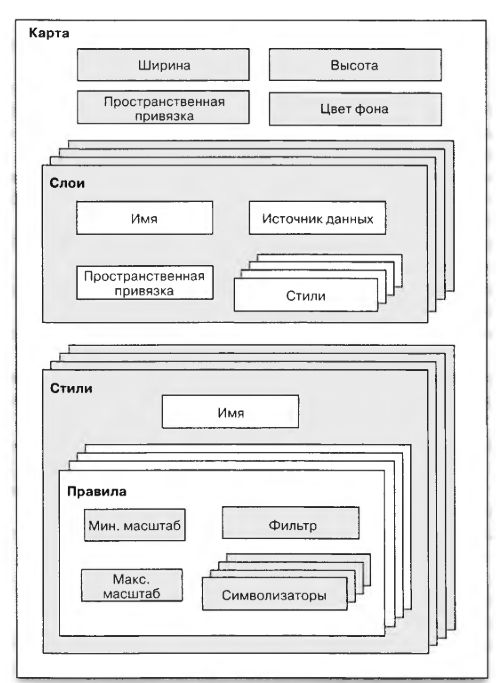 Карта
Ширина
Высота
Пространственная
привязка
Цвет фона
Слои
Имя
Источник данных
Пространственная
привязка
Стили
Стили
Имя
Правила
Мин. масштаб
Фильтр
Макс.
масштаб
Символизаторы